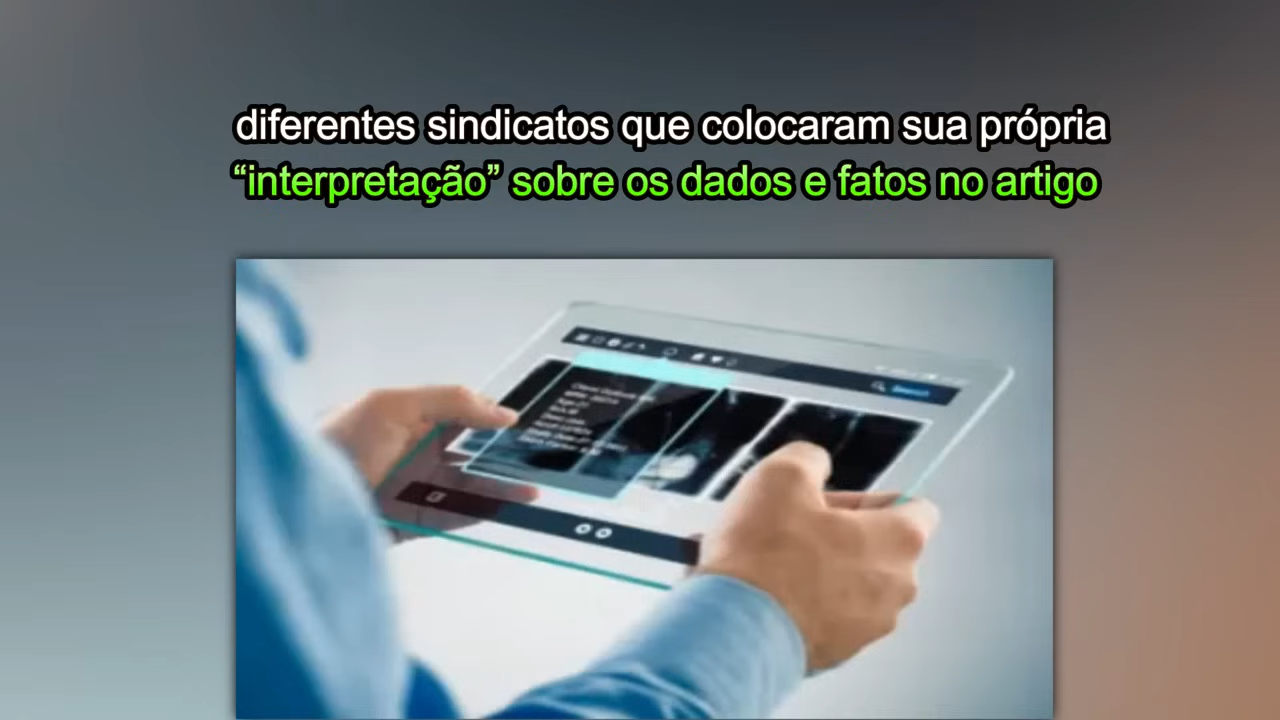 diferentes sindicatos que colocaram sua própria
“interpretação” sobre os dados e fatos no artigo